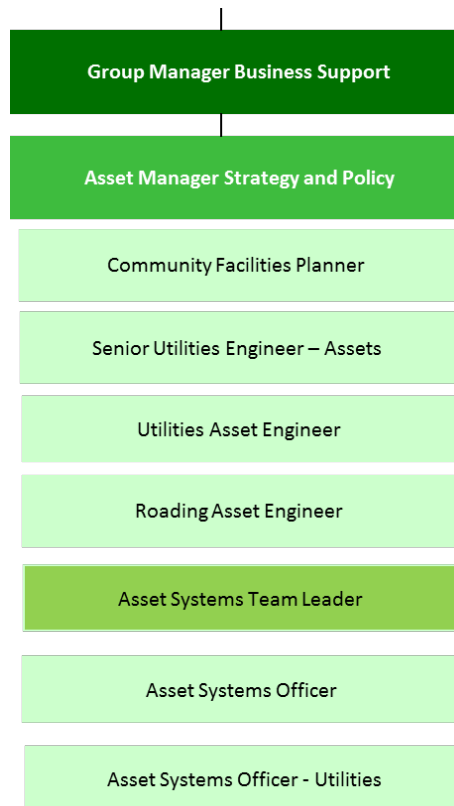 Group Manager Business Support
Asset Manager Strategy and Policy
Community Facilities Planner
Senior Utilities Engineer – Assets
Utilities Asset Engineer
Roading Asset Engineer
Asset Systems Team Leader
Asset Systems Officer
Asset Systems Officer - Utilities